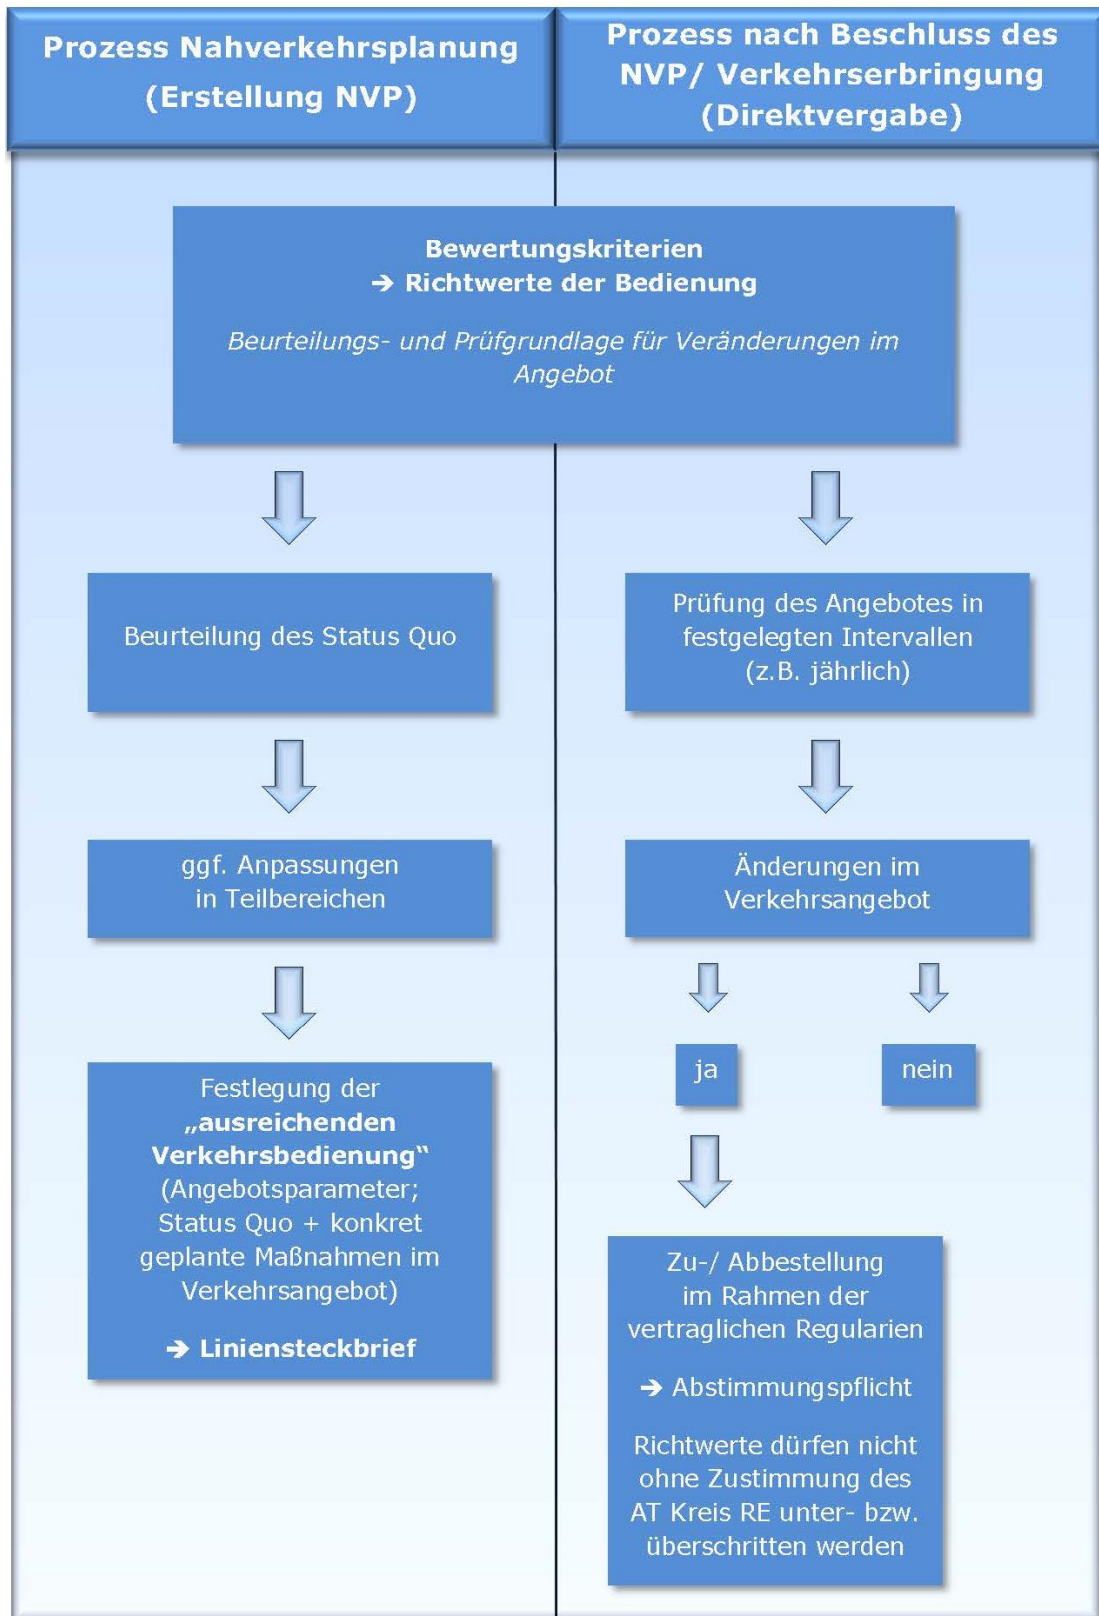 Prozess Nahverkehrsplanung
(Erstellung NVP)
Prozess nach Beschluss des
NVP/ Verkehrserbringung
(Direktvergabe)
Bewertungskriterien
➔ Richtwerte der Bedienung
Beurteilungs- und Prüfgrundlage für Veränderungen im
Angebot
Beurteilung des Status Quo
ggf. Anpassungen
in Teilbereichen
Festlegung der
„ausreichenden
Verkehrsbedienung“
(Angebotsparameter;
Status Quo + konkret
geplante Maßnahmen im
Verkehrsangebot)
➔ Liniensteckbrief
Prüfung des Angebotes in
festgelegten Intervallen
(z.B. jährlich)
Änderungen im
Verkehrsangebot
ja
nein
Zu-/ Abbestellung
im Rahmen der
vertraglichen Regularien
➔ Abstimmungspflicht
Richtwerte dürfen nicht
ohne Zustimmung des
AT Kreis RE unter- bzw.
überschritten werden